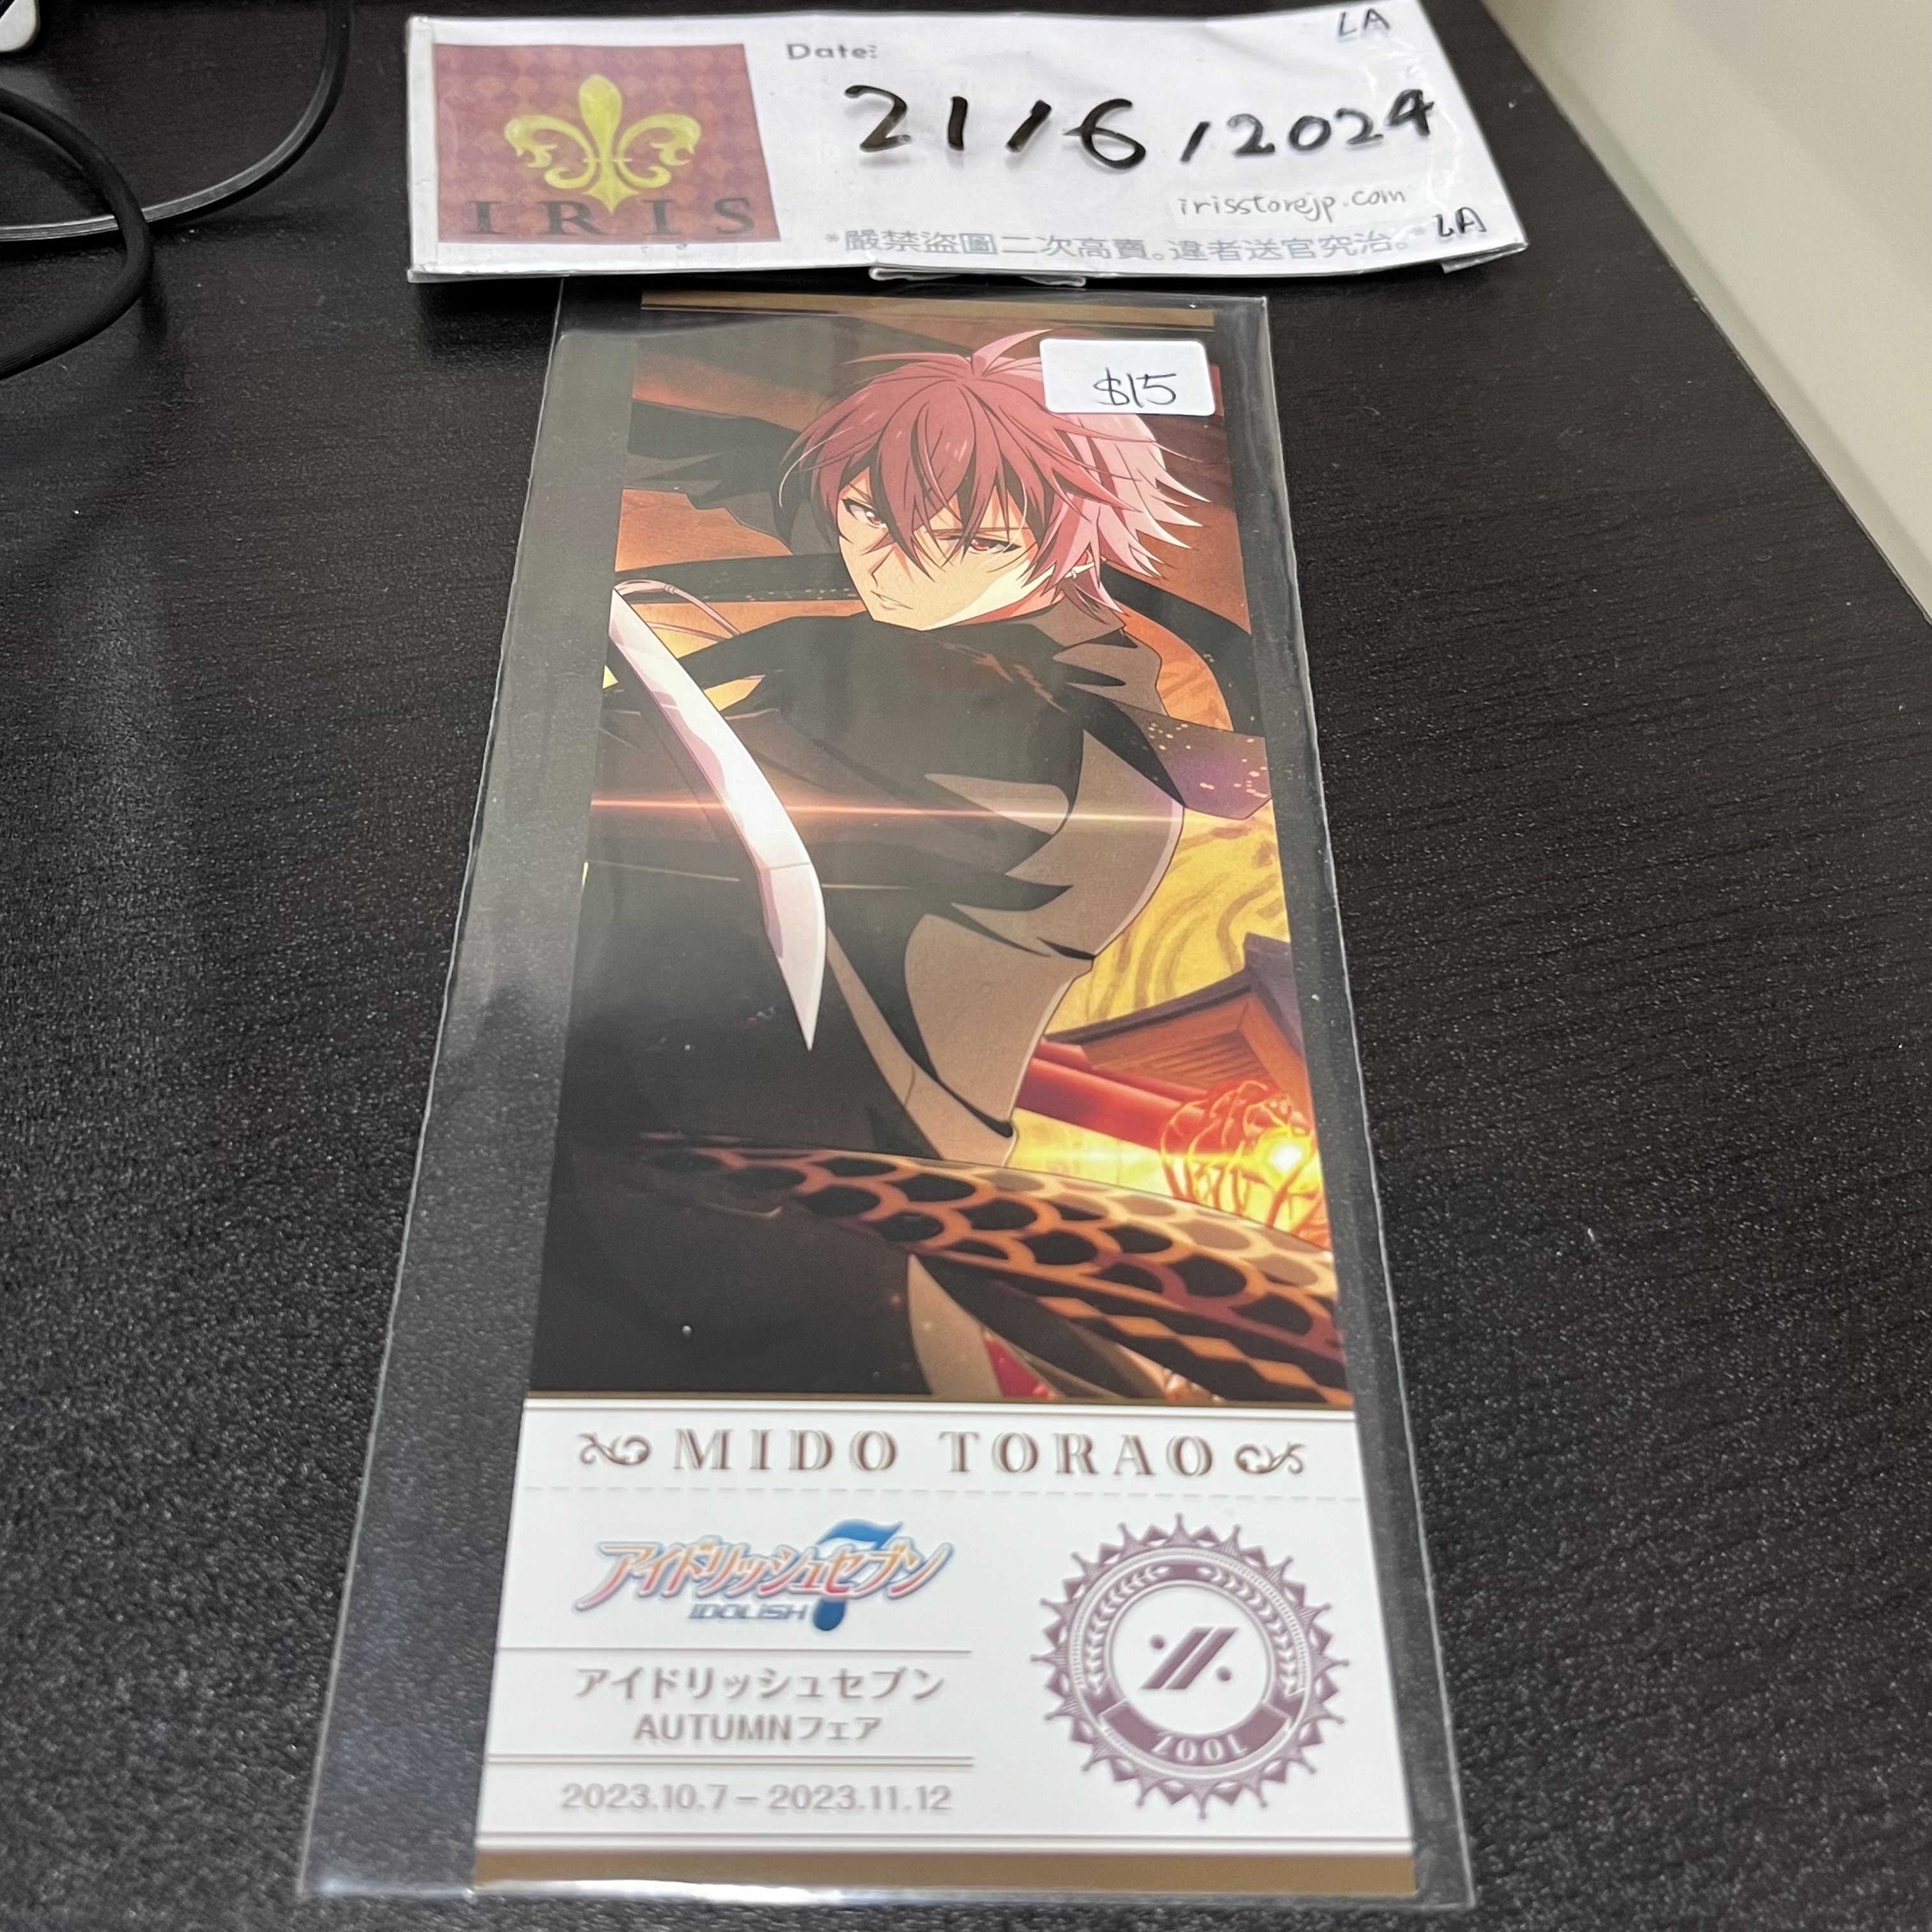 LA
Date:
21/6/2024
IRIS
irisstorejp.com
*嚴禁盜圖二次高賣。違者送官究治。*
LA
$15
MIDO TORAO
アイドリッシュセブン
IDOLiSH7
アイドリッシュセブン
AUTUMNフェア
2023.10.7-2023.11.12
ŹOOĻ